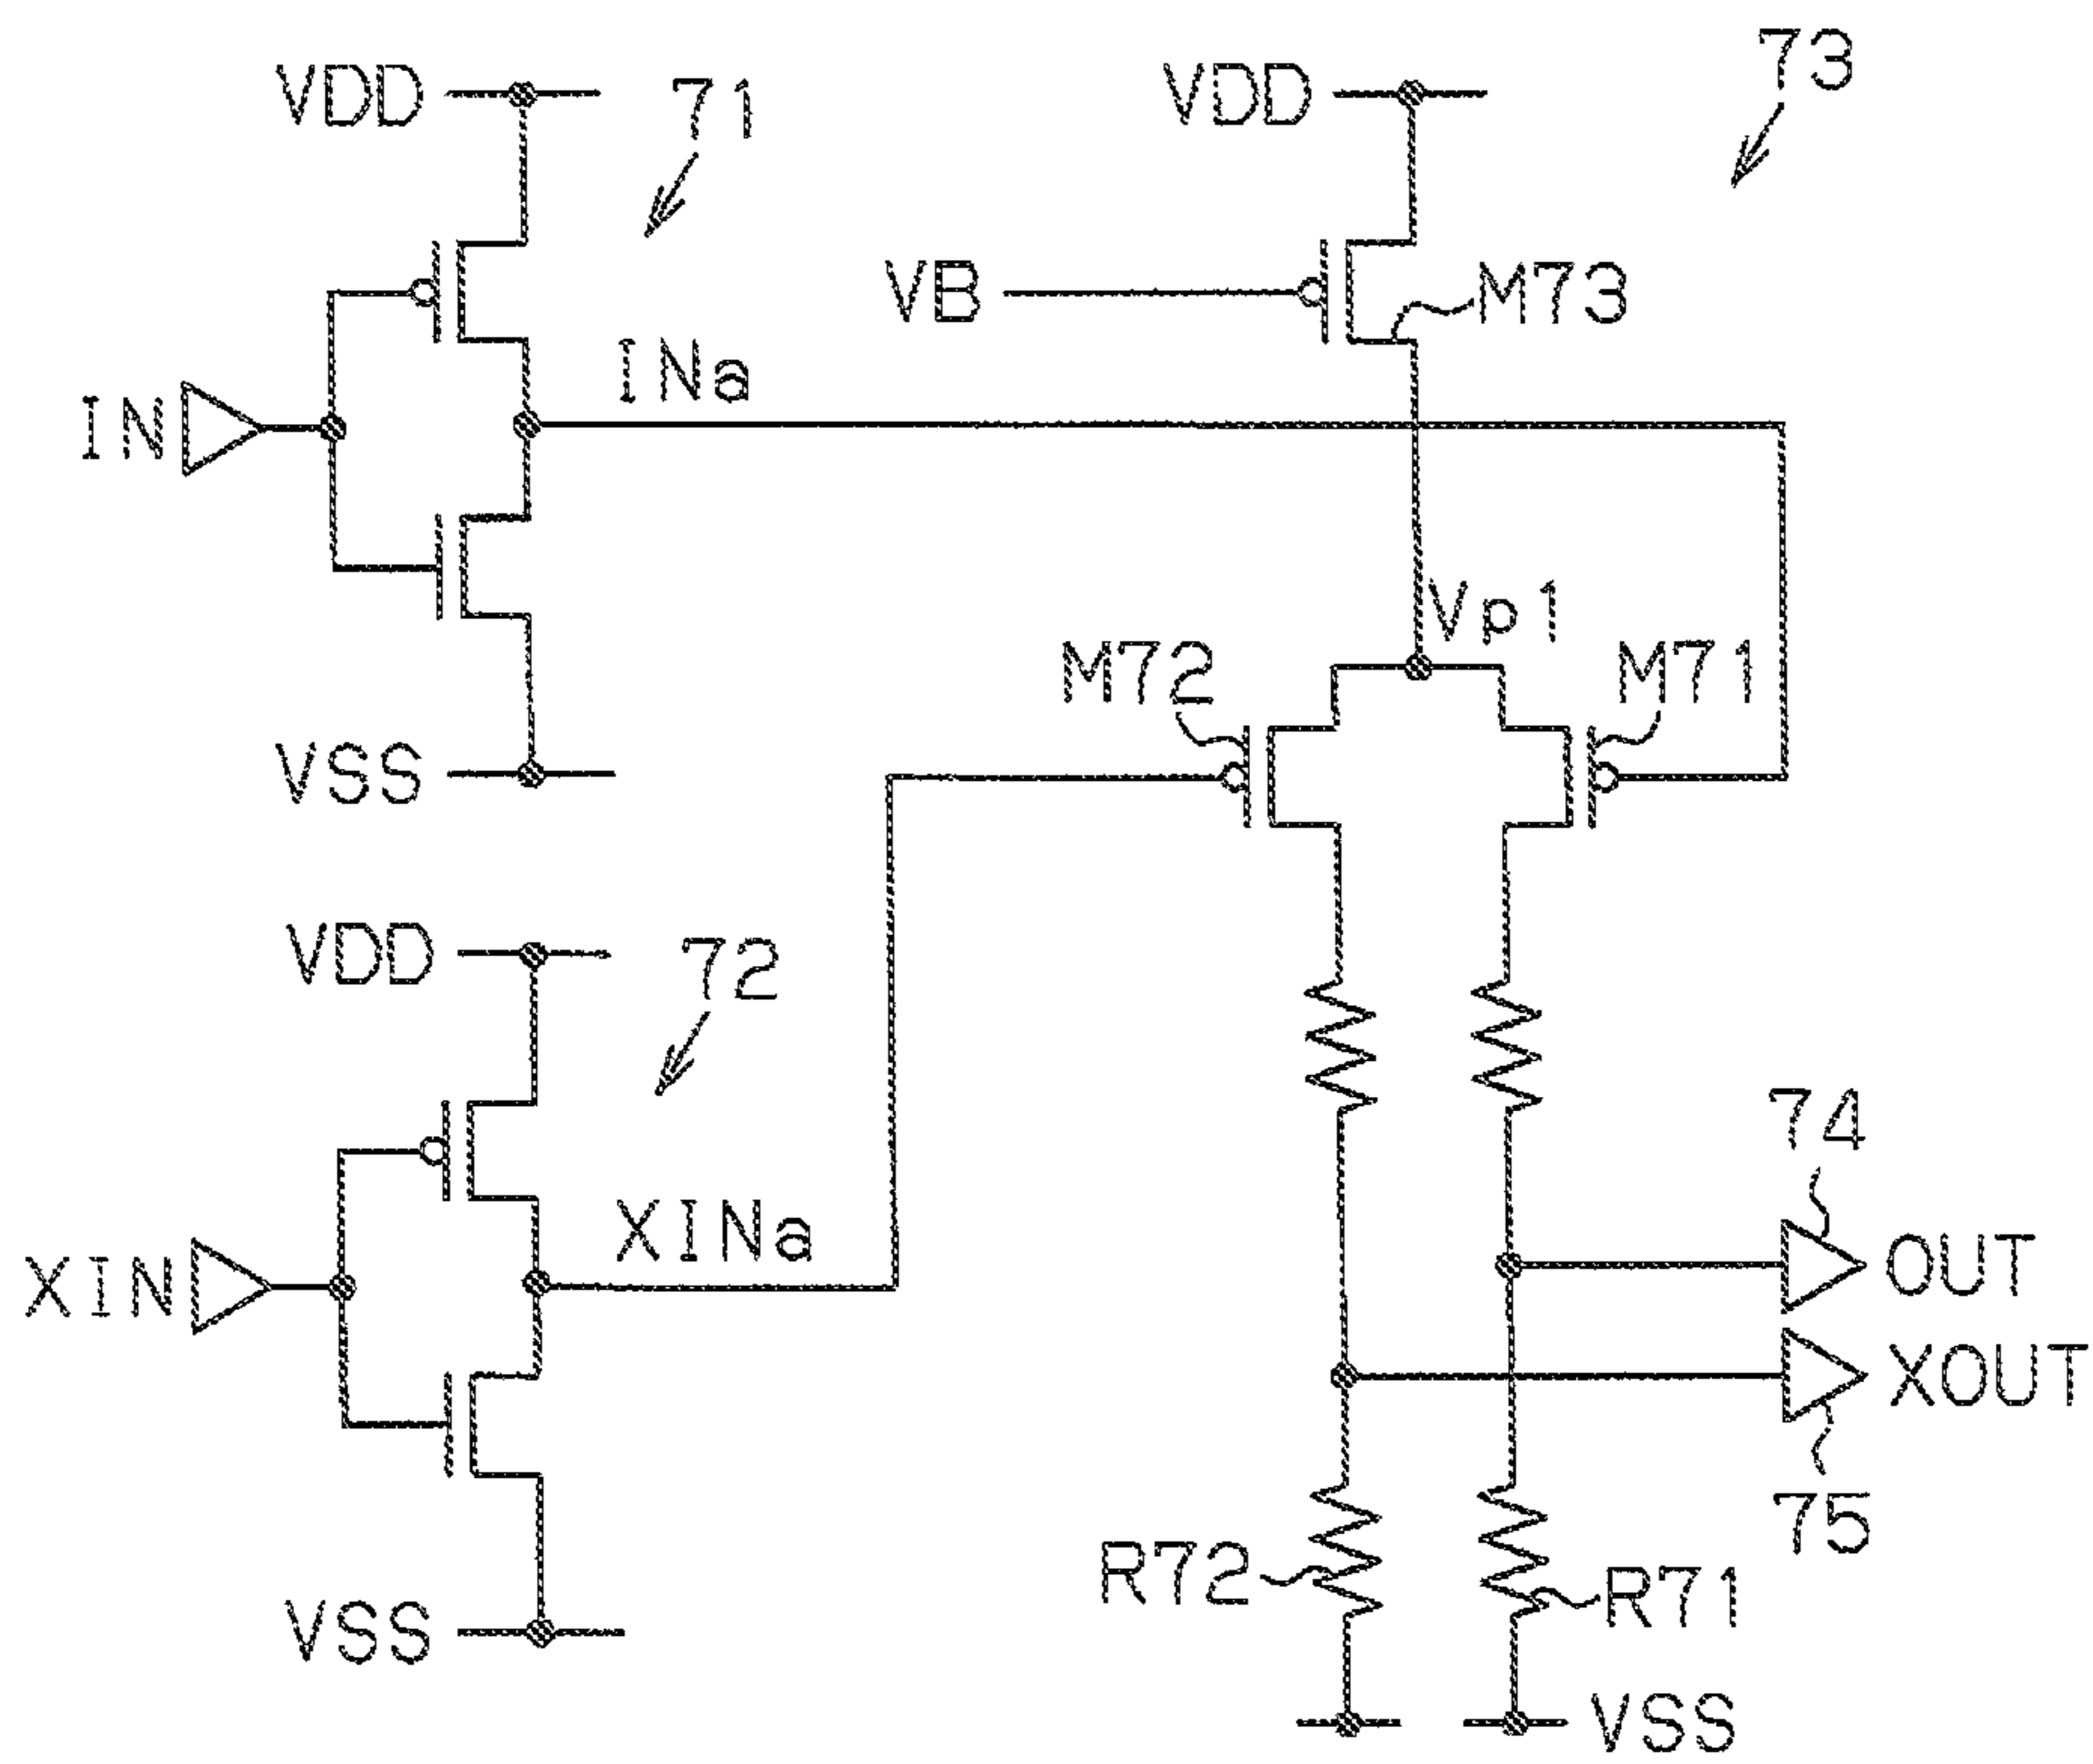 VDD
71
VDD
73
VB
M73
INa
IN
Vp1
M72
M71
VSS
VDD
72
74
XINa
XIN
OUT
XOUT
75
R72
R71
VSS
VSS